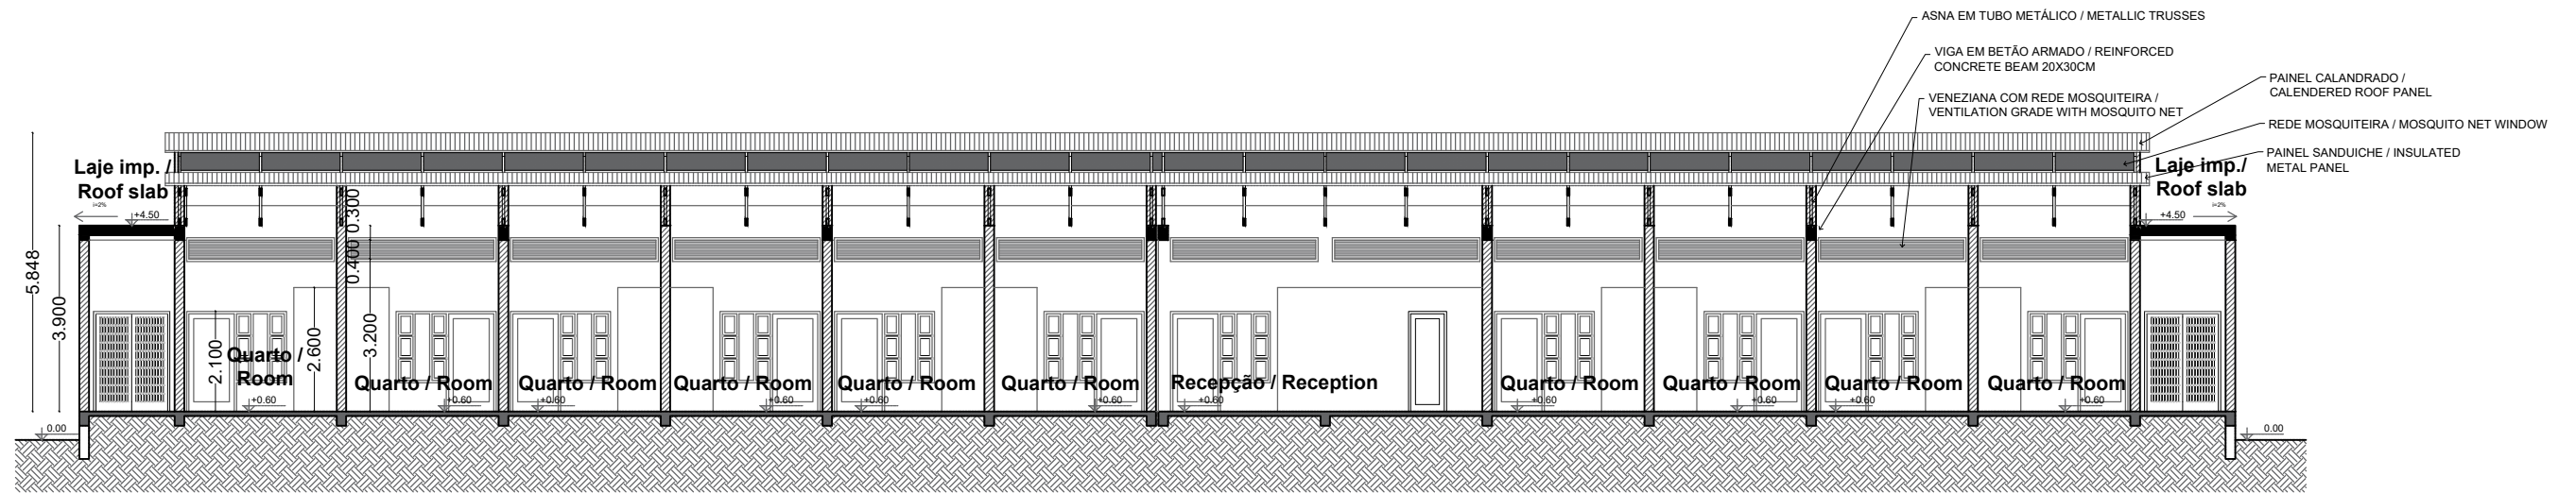 ASNA EM TUBO METÁLICO / METALLIC TRUSSES
VIGA EM BETÃO ARMADO / REINFORCED
CONCRETE BEAM 20X30CM
VENEZIANA COM REDE MOSQUITEIRA /
VENTILATION GRADE WITH MOSQUITO NET
PAINEL CALANDRADO /
CALENDERED ROOF PANEL
REDE MOSQUITEIRA / MOSQUITO NET WINDOW
PAINEL SANDUICHE / INSULATED
METAL PANEL
Laje imp. /
Roof slab
i=2%
+4.50
Laje imp./
Roof slab
i=2%
+4.50
5.848
3.900
0.300
0.400
3.200
2.600
2.100
Quarto /
Room
Quarto / Room
Quarto / Room
Quarto / Room
Quarto / Room
Quarto / Room
Recepção / Reception
Quarto / Room
Quarto / Room
Quarto / Room
Quarto / Room
+0.60
+0.60
+0.60
+0.60
+0.60
+0.60
+0.60
+0.60
+0.60
+0.60
+0.60
0.00
0.00